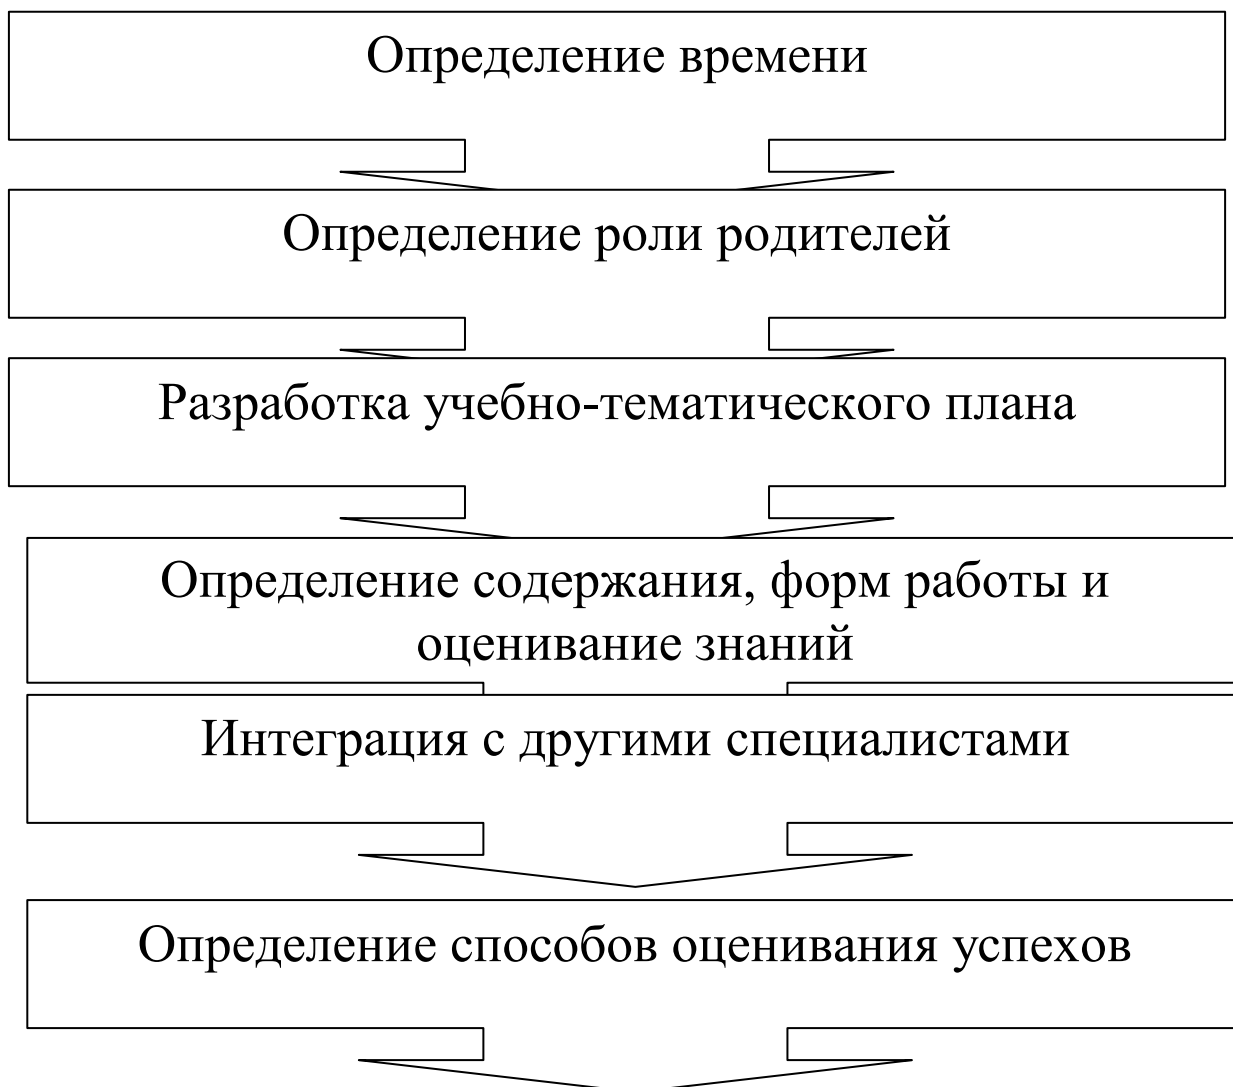 Определение времени
Определение роли родителей
Разработка учебно-тематического плана
Определение содержания, форм работы и
оценивание знаний
Интеграция с другими специалистами
Определение способов оценивания успехов